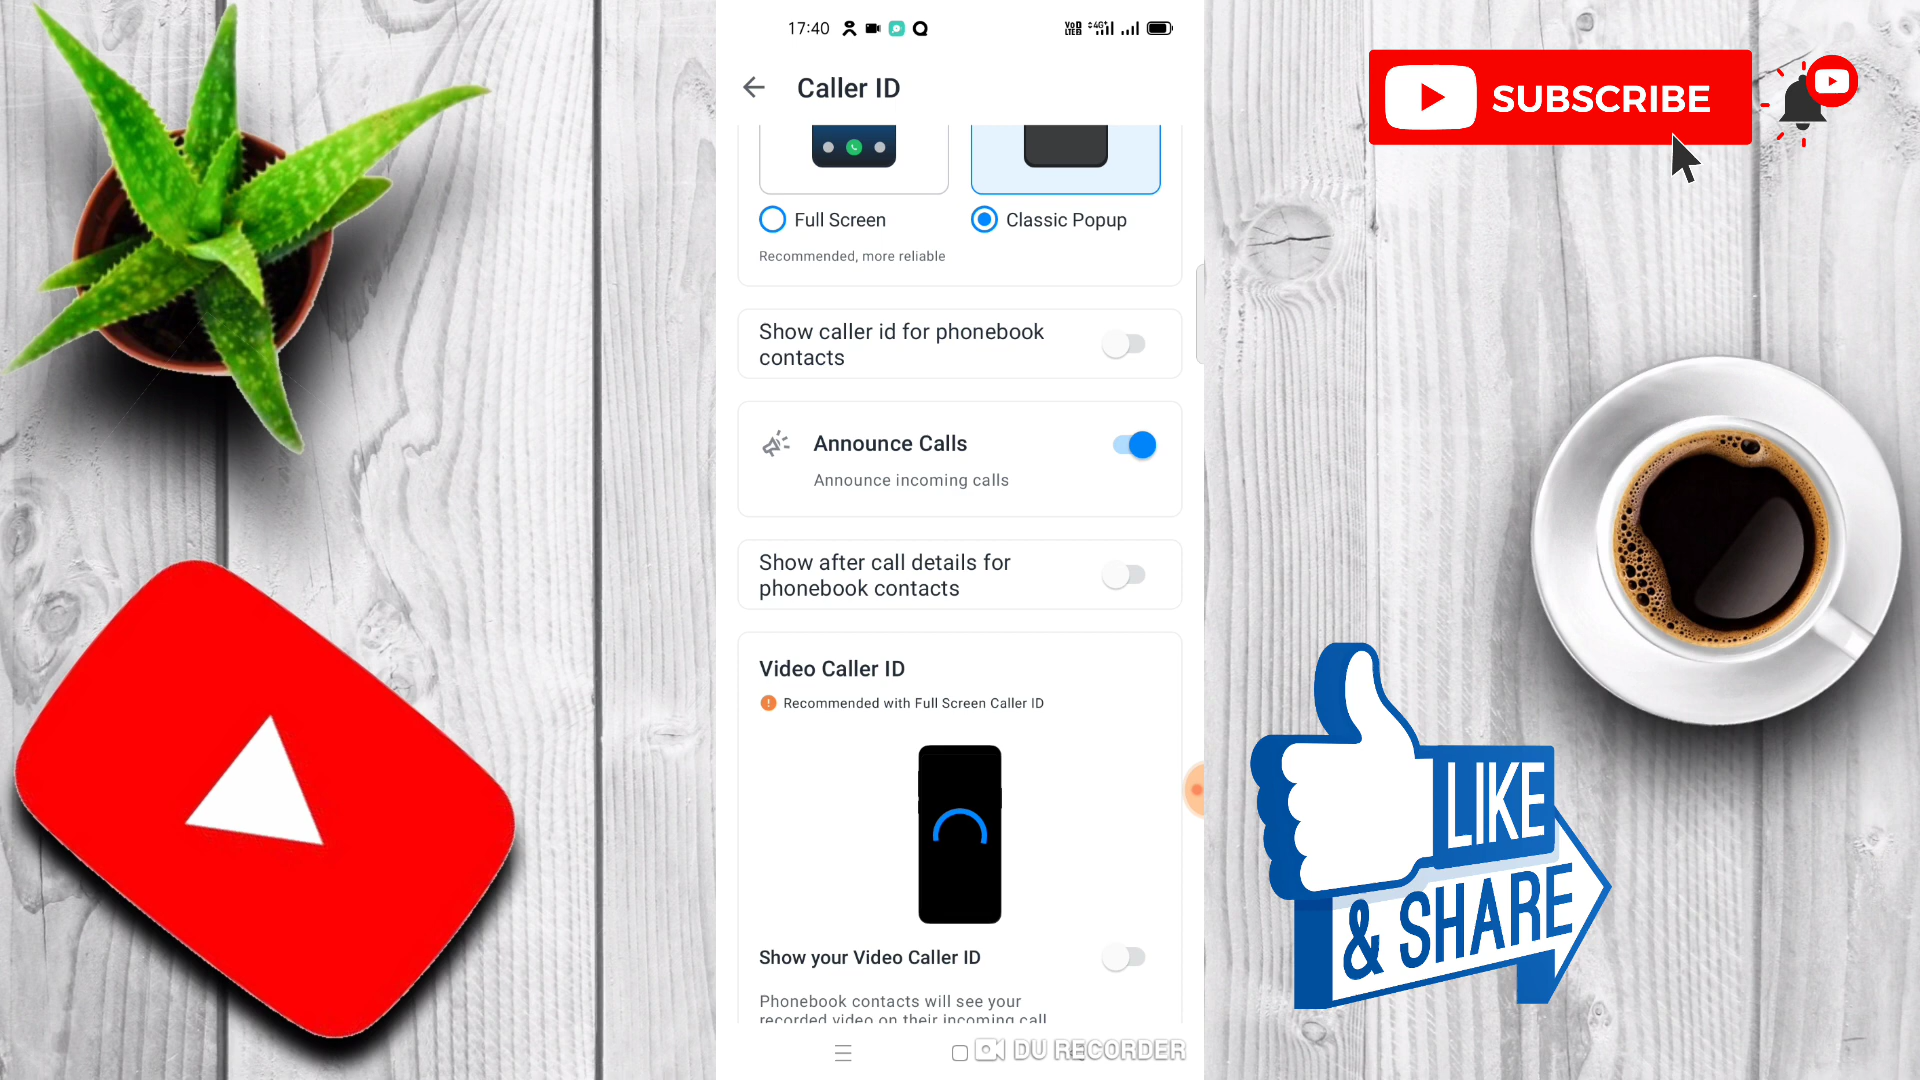 17:40
VoLTE 4G+
Caller ID
SUBSCRIBE
Full Screen
Classic Popup
Recommended, more reliable
Show caller id for phonebook
contacts
Announce Calls
Announce incoming calls
Show after call details for
phonebook contacts
Video Caller ID
Recommended with Full Screen Caller ID
Show your Video Caller ID
Phonebook contacts will see your
recorded video on their incoming call
DU RECORDER
LIKE
& SHARE